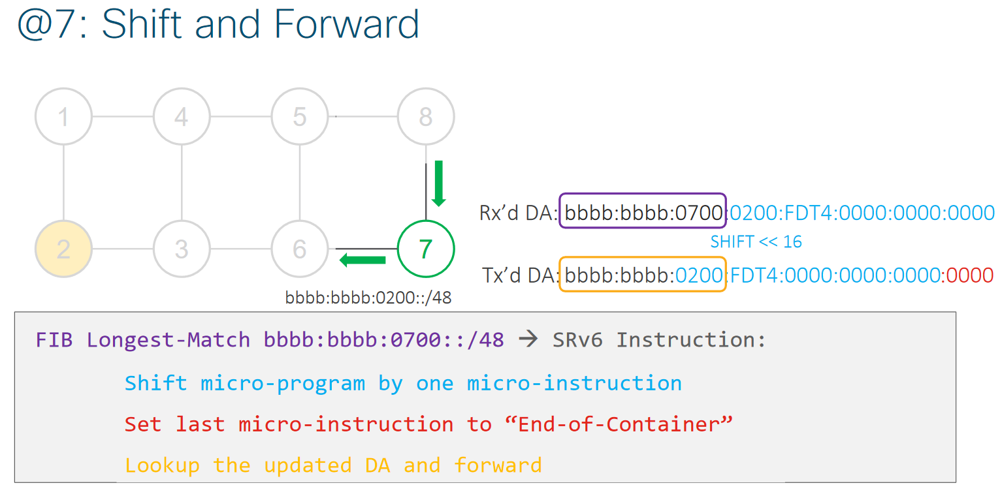 @7: Shift and Forward
1 4 5 8
2 3 6 7
Rx’d DA: bbbb:bbbb:0700:0200:FDT4:0000:0000:0000
SHIFT << 16
Tx’d DA: bbbb:bbbb:0200:FDT4:0000:0000:0000:0000
bbbb:bbbb:0200::/48
FIB Longest-Match bbbb:bbbb:0700::/48 → SRv6 Instruction:
Shift micro-program by one micro-instruction
Set last micro-instruction to “End-of-Container”
Lookup the updated DA and forward